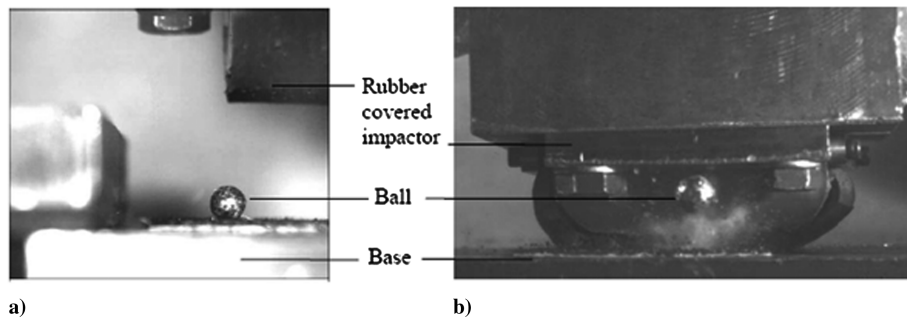 Rubber
covered
impactor
Ball
Base
a)
b)